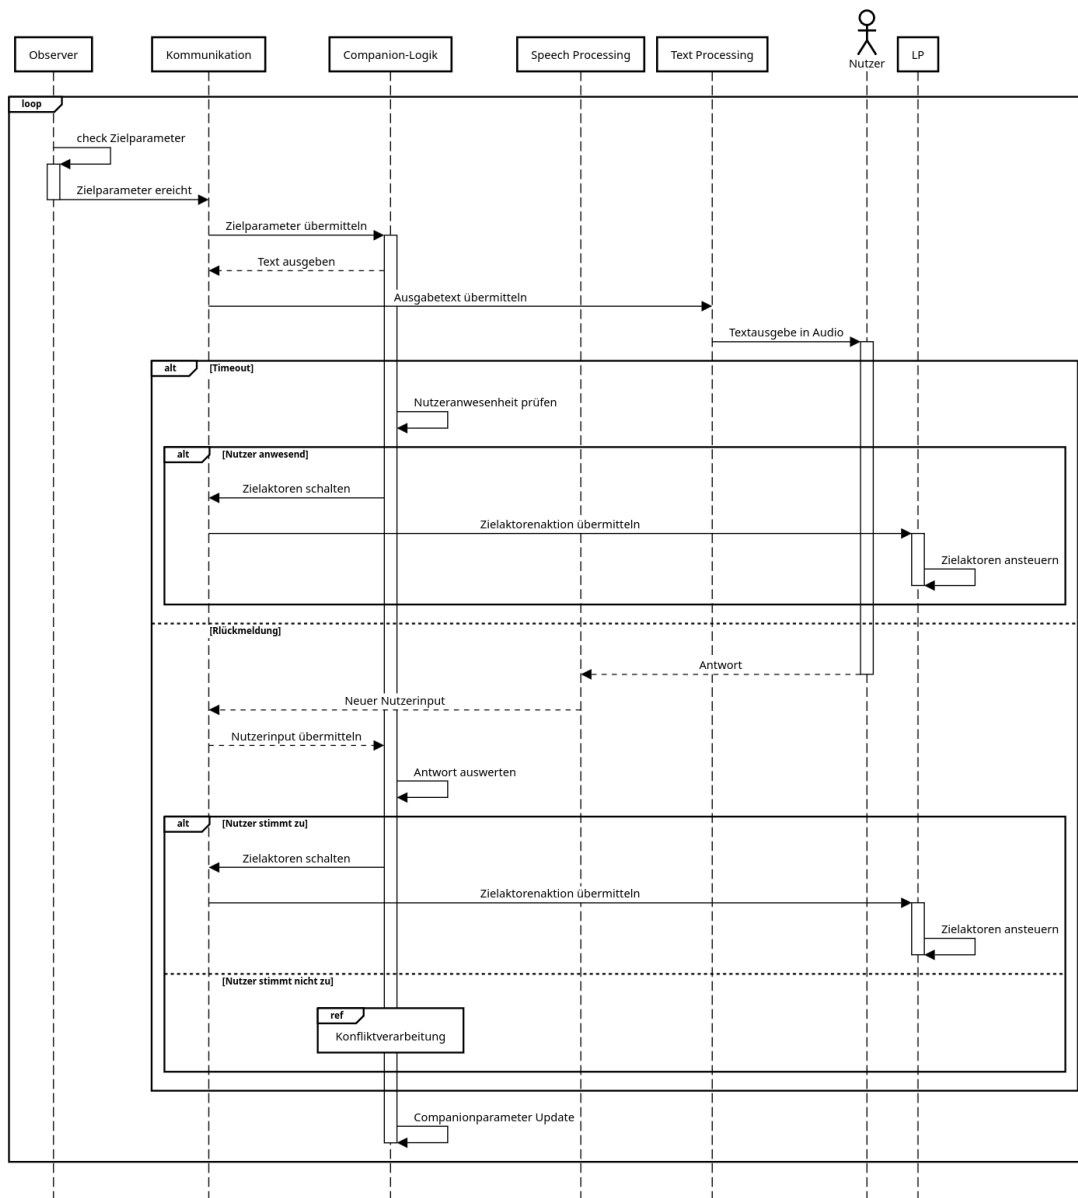 Observer
Kommunikation
Companion-Logik
Speech Processing
Text Processing
Nutzer
LP
loop
check Zielparameter
Zielparameter ereicht
Zielparameter übermitteln
Text ausgeben
Ausgabetext übermitteln
Textausgebe in Audio
alt [Timeout]
Nutzeranwesenheit prüfen
alt [Nutzer anwesend]
Zielaktoren schalten
Zielaktorenaktion übermitteln
Zielaktoren ansteuern
[Rlückmeldung]
Antwort
Neuer Nutzerinput
Nutzerinput übermitteln
Antwort auswerten
alt [Nutzer stimmt zu]
Zielaktoren schalten
Zielaktorenaktion übermitteln
Zielaktoren ansteuern
[Nutzer stimmt nicht zu]
ref
Konfliktverarbeitung
Companionparameter Update